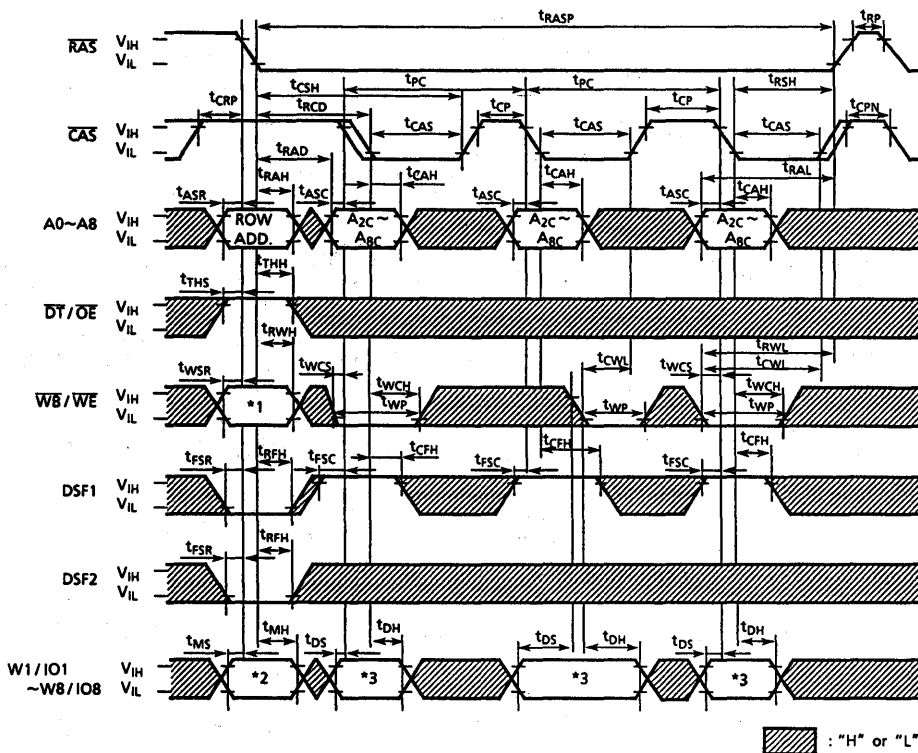 tRASP
tRP
RAS
VIH
VIL
tCSH
tPC
tPC
tRSH
tCRP
tRCD
tCP
tCP
tCPN
CAS
VIH
VIL
tCAS
tCAS
tCAS
tRAD
tRAL
tASR
tRAH
tASC
tCAH
tASC
tCAH
tASC
tCAH
A0~A8
VIH
VIL
ROW ADD.
A2C~ A8C
A2C~ A8C
A2C~ A8C
tTHS
tTHH
DT/OE
VIH
VIL
tRWH
tRWL
tWSR
tWCS
tCWL
tWCS
tCWL
tWCH
tWCH
WB/WE
VIH
VIL
*1
tWP
tWP
tWP
tFSR
tRFH
tFSC
tCFH
tFSC
tCFH
tFSC
tCFH
DSF1
VIH
VIL
tFSR
tRFH
DSF2
VIH
VIL
tMS
tMH
tDS
tDH
tDS
tDH
tDS
tDH
W1/IO1
~W8/IO8
VIH
VIL
*2
*3
*3
*3
: "H" or "L"